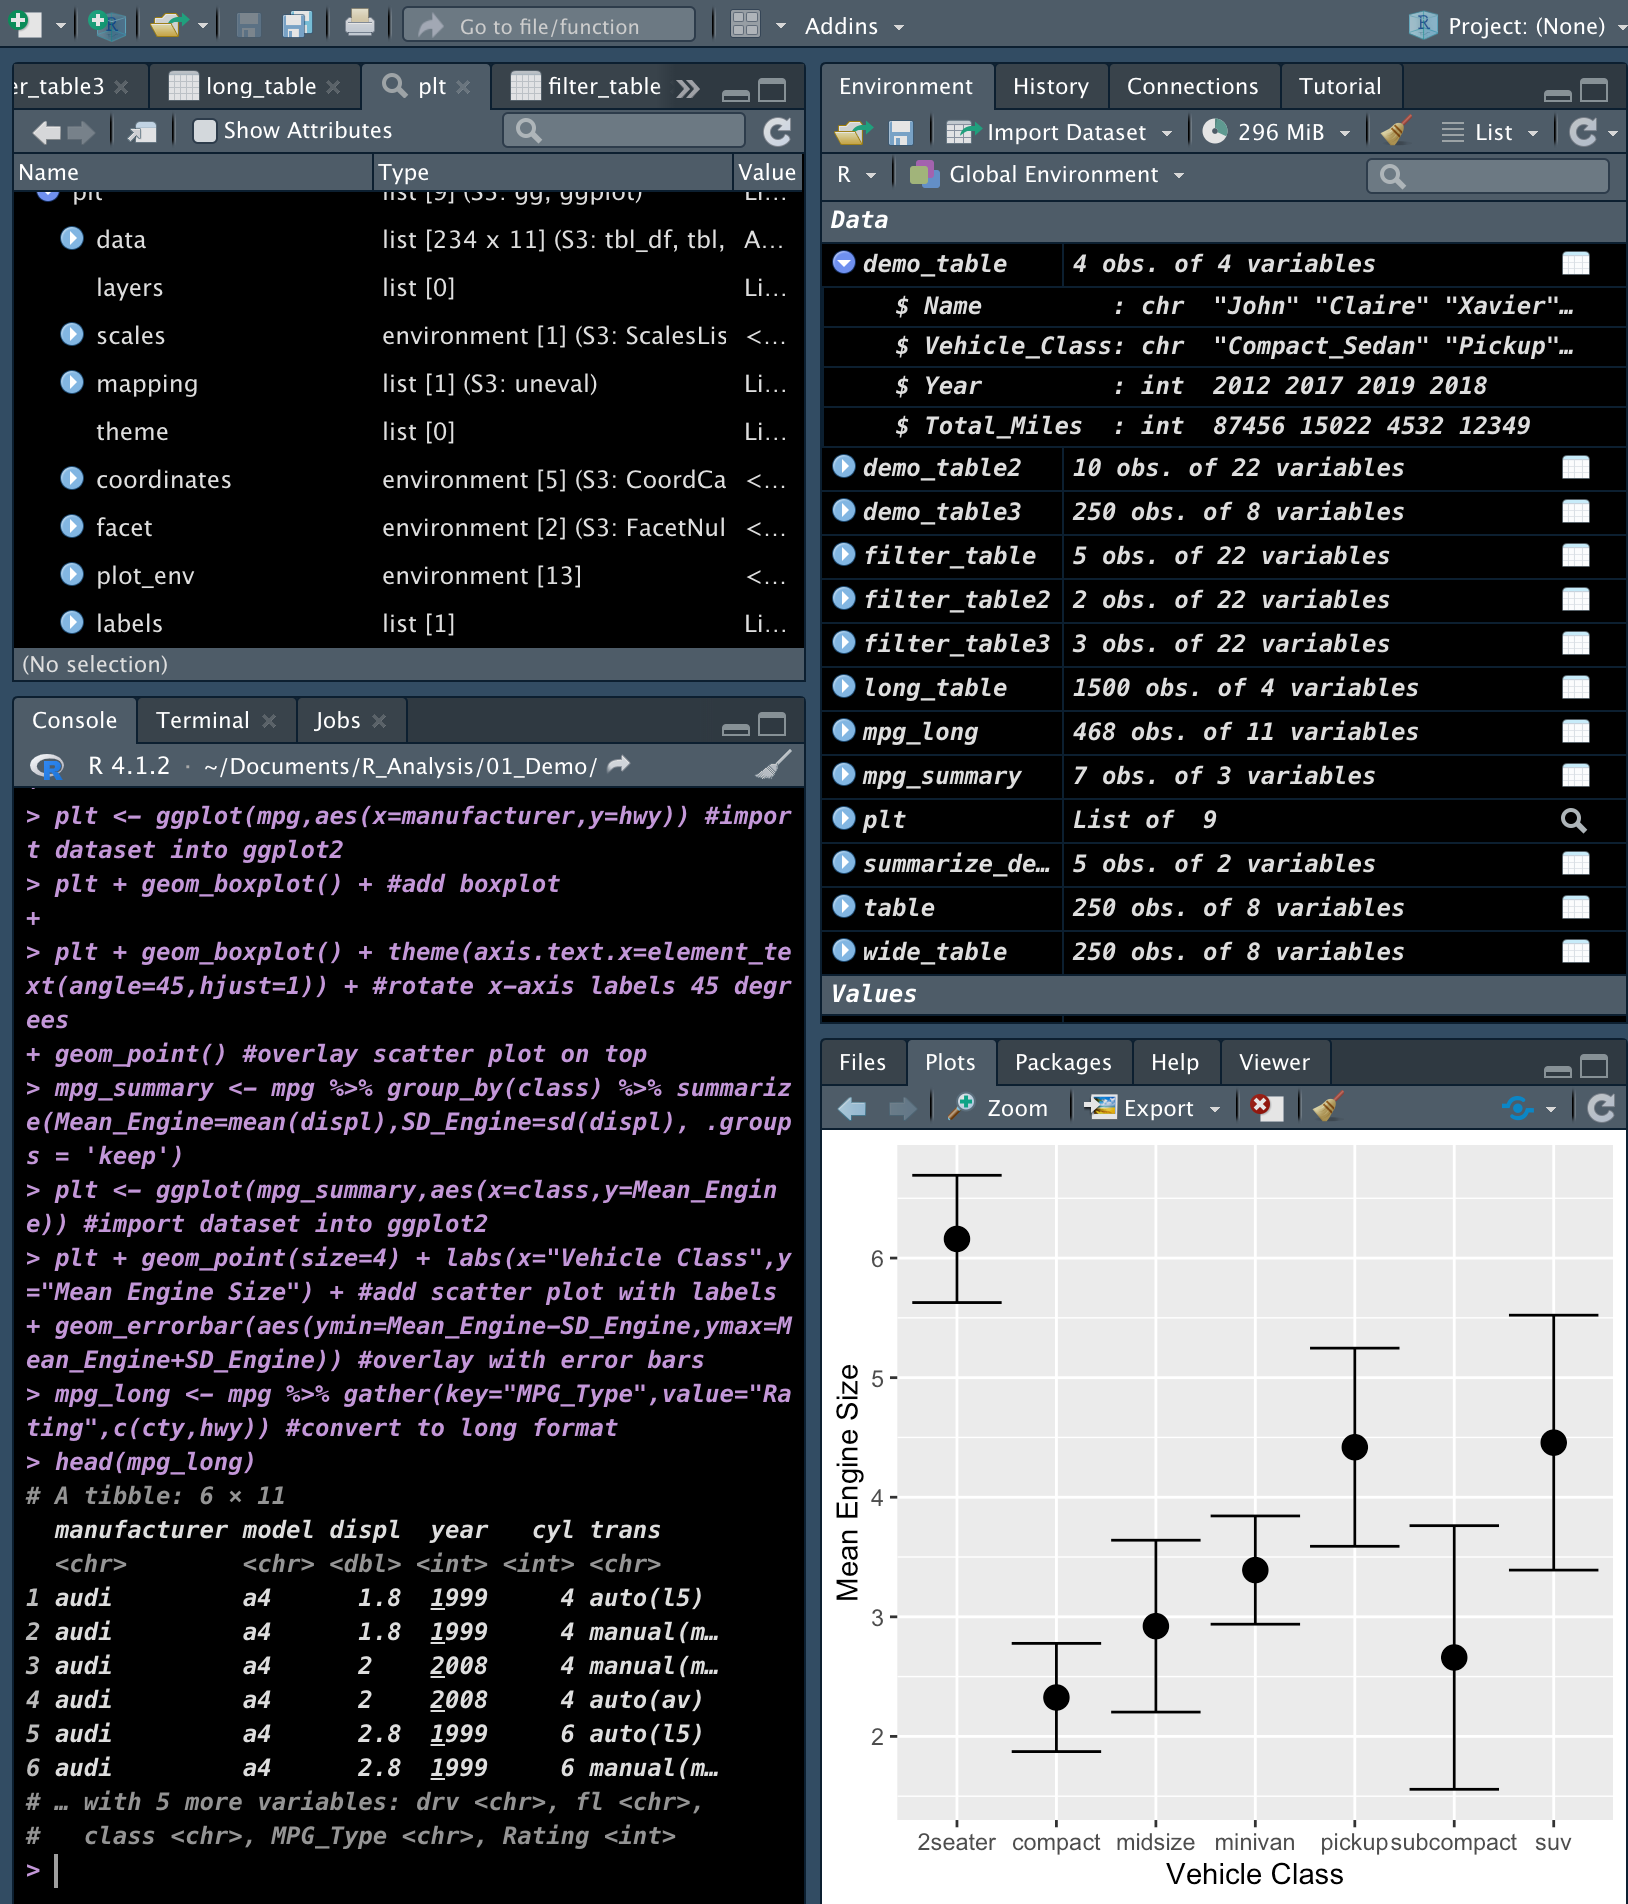 Go to file/function
Addins
Project: (None)
er_table3
long_table
plt
filter_table
Show Attributes
Name Type Value
plt list [9] (S3: gg, ggplot) Li...
data list [234 x 11] (S3: tbl_df, tbl, A...
layers list [0] Li...
scales environment [1] (S3: ScalesLis <...
mapping list [1] (S3: uneval) Li...
theme list [0] Li...
coordinates environment [5] (S3: CoordCa <...
facet environment [2] (S3: FacetNul <...
plot_env environment [13] <...
labels list [1] Li...
(No selection)
Console Terminal Jobs
R 4.1.2 · ~/Documents/R_Analysis/01_Demo/
> plt <- ggplot(mpg,aes(x=manufacturer,y=hwy)) #impor
t dataset into ggplot2
> plt + geom_boxplot() + #add boxplot
+
> plt + geom_boxplot() + theme(axis.text.x=element_te
xt(angle=45,hjust=1)) + #rotate x-axis labels 45 degr
ees
+ geom_point() #overlay scatter plot on top
> mpg_summary <- mpg %>% group_by(class) %>% summariz
e(Mean_Engine=mean(displ),SD_Engine=sd(displ), .group
s = 'keep')
> plt <- ggplot(mpg_summary,aes(x=class,y=Mean_Engin
e)) #import dataset into ggplot2
> plt + geom_point(size=4) + labs(x="Vehicle Class",y
="Mean Engine Size") + #add scatter plot with labels
+ geom_errorbar(aes(ymin=Mean_Engine-SD_Engine,ymax=M
ean_Engine+SD_Engine)) #overlay with error bars
> mpg_long <- mpg %>% gather(key="MPG_Type",value="Ra
ting",c(cty,hwy)) #convert to long format
> head(mpg_long)
# A tibble: 6 × 11
manufacturer model displ year cyl trans
<chr> <chr> <dbl> <int> <int> <chr>
1 audi a4 1.8 1999 4 auto(l5)
2 audi a4 1.8 1999 4 manual(m…
3 audi a4 2 2008 4 manual(m…
4 audi a4 2 2008 4 auto(av)
5 audi a4 2.8 1999 6 auto(l5)
6 audi a4 2.8 1999 6 manual(m…
# … with 5 more variables: drv <chr>, fl <chr>,
# class <chr>, MPG_Type <chr>, Rating <int>
>
Environment History Connections Tutorial
Import Dataset 296 MiB List
R Global Environment
Data
demo_table 4 obs. of 4 variables
$ Name : chr "John" "Claire" "Xavier"…
$ Vehicle_Class: chr "Compact_Sedan" "Pickup"…
$ Year : int 2012 2017 2019 2018
$ Total_Miles : int 87456 15022 4532 12349
demo_table2 10 obs. of 22 variables
demo_table3 250 obs. of 8 variables
filter_table 5 obs. of 22 variables
filter_table2 2 obs. of 22 variables
filter_table3 3 obs. of 22 variables
long_table 1500 obs. of 4 variables
mpg_long 468 obs. of 11 variables
mpg_summary 7 obs. of 3 variables
plt List of 9
summarize_de… 5 obs. of 2 variables
table 250 obs. of 8 variables
wide_table 250 obs. of 8 variables
Values
Files Plots Packages Help Viewer
Zoom Export
Mean Engine Size
6
5
4
3
2
2seater compact midsize minivan pickup subcompact suv
Vehicle Class